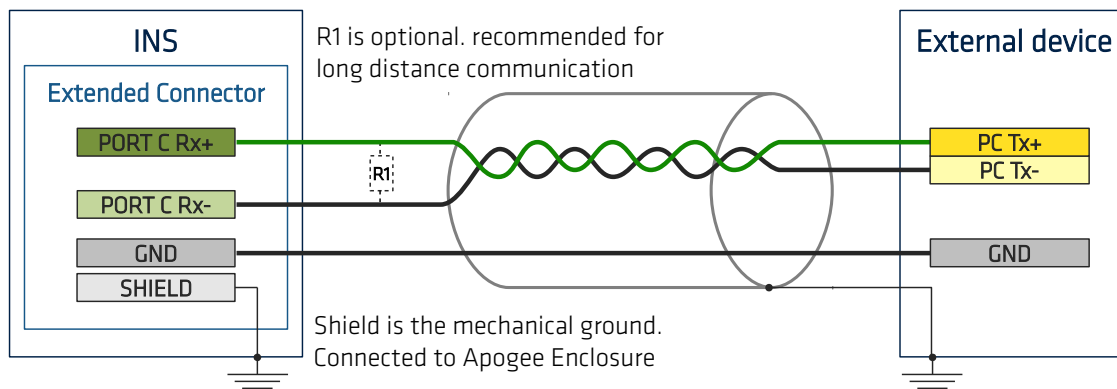 INS
Extended Connector
PORT C Rx+
PORT C Rx-
GND
SHIELD
R1 is optional. recommended for
long distance communication
R1
Shield is the mechanical ground.
Connected to Apogee Enclosure
External device
PC Tx+
PC Tx-
GND